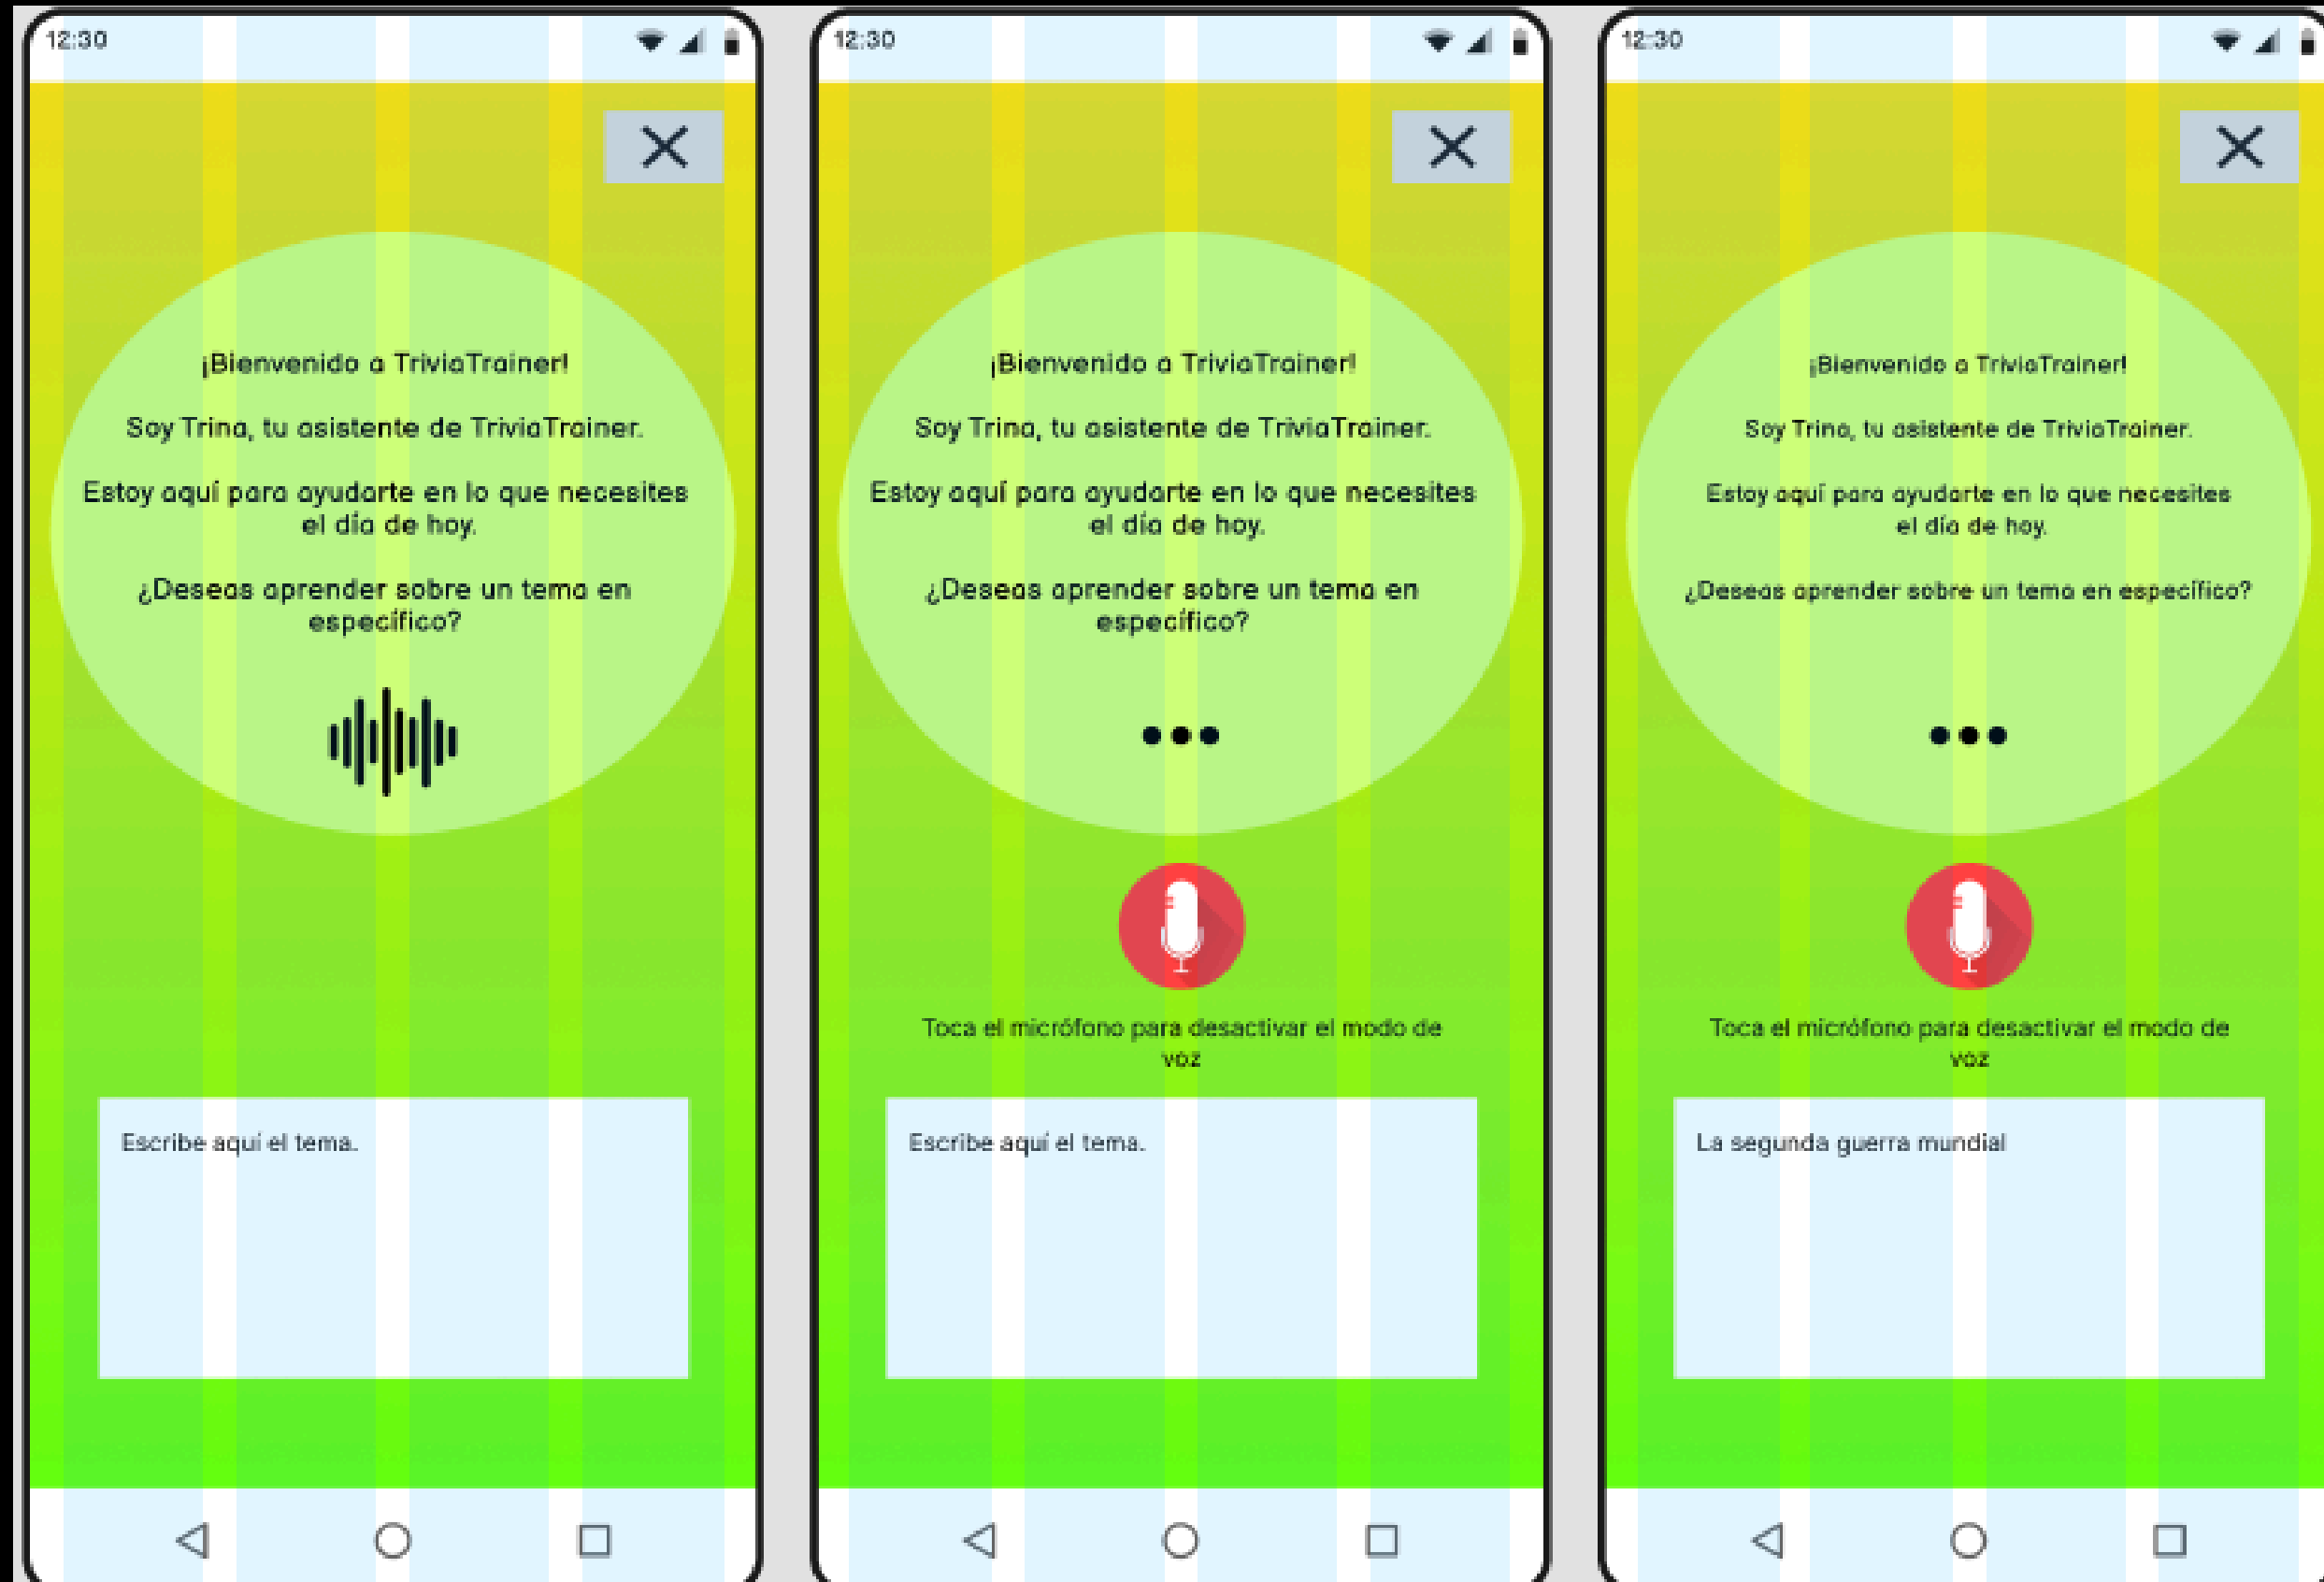 12:30
¡Bienvenido a TriviaTrainer!
Soy Trina, tu asistente de TriviaTrainer.
Estoy aquí para ayudarte en lo que necesites
el día de hoy.
¿Deseas aprender sobre un tema en
específico?
Escribe aquí el tema.
12:30
¡Bienvenido a TriviaTrainer!
Soy Trina, tu asistente de TriviaTrainer.
Estoy aquí para ayudarte en lo que necesites
el día de hoy.
¿Deseas aprender sobre un tema en
específico?
Toca el micrófono para desactivar el modo de
voz
Escribe aquí el tema.
12:30
¡Bienvenido a TriviaTrainer!
Soy Trina, tu asistente de TriviaTrainer.
Estoy aquí para ayudarte en lo que necesites
el día de hoy.
¿Deseas aprender sobre un tema en específico?
Toca el micrófono para desactivar el modo de
voz
La segunda guerra mundial